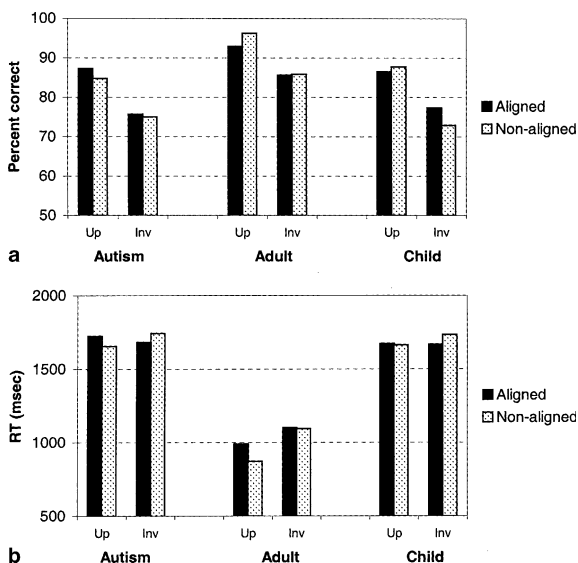 100
90
80
70
60
50
Percent correct
Up Inv Up Inv Up Inv
Autism Adult Child
Aligned
Non-aligned
a
2000
1500
1000
500
RT (msec)
Up Inv Up Inv Up Inv
Autism Adult Child
Aligned
Non-aligned
b